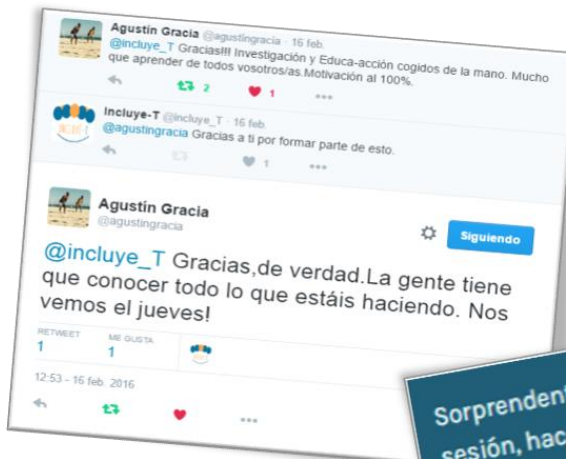 Agustín Gracia @agustingracia · 16 feb.
@incluye_T Gracias!!! Investigación y Educa-acción cogidos de la mano. Mucho
que aprender de todos vosotros/as.Motivación al 100%.
2 1
Incluye-T @incluye_T · 16 feb.
@agustingracia Gracias a ti por formar parte de esto.
1
Agustín Gracia
@agustingracia
Siguiendo
@incluye_T Gracias,de verdad.La gente tiene
que conocer todo lo que estáis haciendo. Nos
vemos el jueves!
RETWEET ME GUSTA
1 1
12:53 - 16 feb. 2016
sesión,